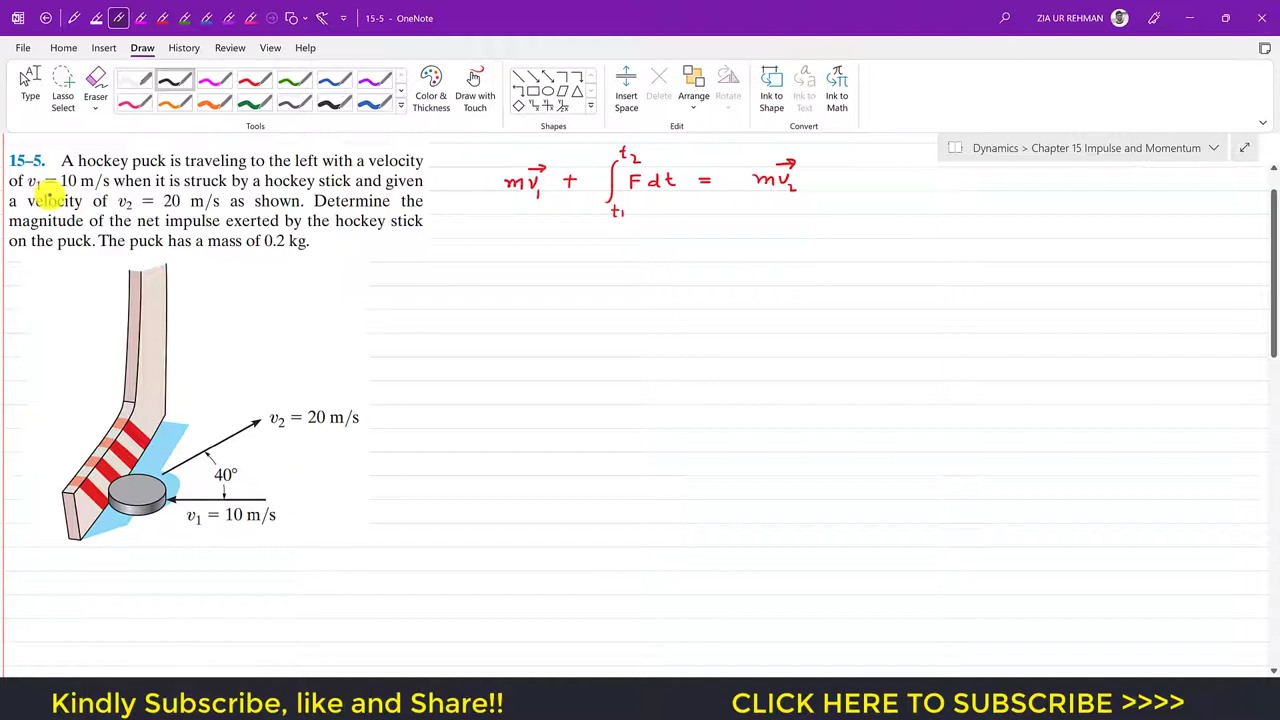 15-5 - OneNote
ZIA UR REHMAN
File Home Insert Draw History Review View Help
Type
Lasso Select
Eraser
Color & Thickness
Draw with Touch
Insert Space
Delete
Arrange
Rotate
Ink to Shape
Ink to Text
Ink to Math
Tools
Shapes
Edit
Convert
Dynamics > Chapter 15 Impulse and Momentum
15–5. A hockey puck is traveling to the left with a velocity
of v₁ = 10 m/s when it is struck by a hockey stick and given
a velocity of v₂ = 20 m/s as shown. Determine the
magnitude of the net impulse exerted by the hockey stick
on the puck. The puck has a mass of 0.2 kg.
m v⃗₁ + ∫_{t₁}^{t₂} F dt = m v⃗₂
v₂ = 20 m/s
40°
v₁ = 10 m/s
Kindly Subscribe, like and Share!!
CLICK HERE TO SUBSCRIBE >>>>